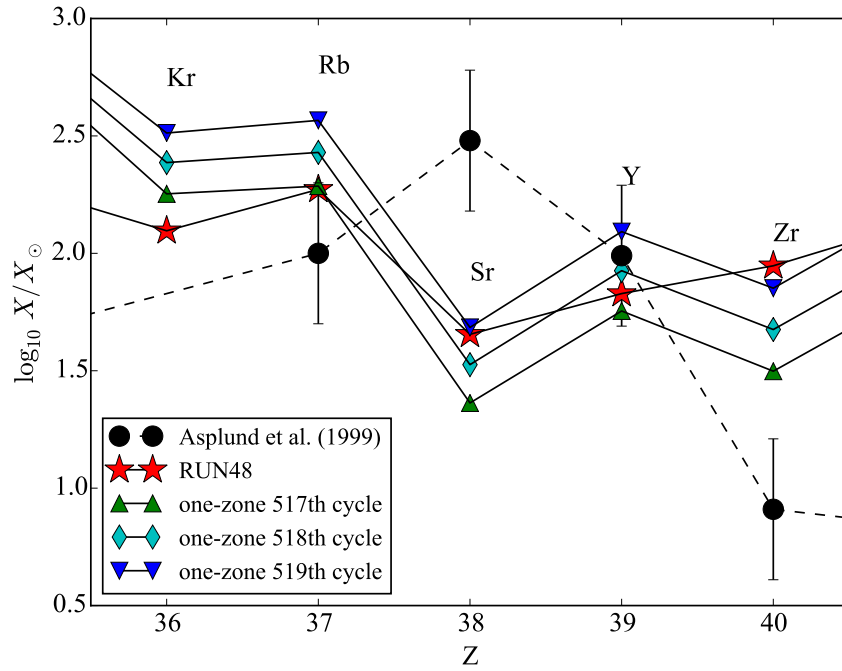 3.0
2.5
2.0
1.5
1.0
0.5
log₁₀ X/X☉
Kr
Rb
Sr
Y
Zr
Asplund et al. (1999)
RUN48
one-zone 517th cycle
one-zone 518th cycle
one-zone 519th cycle
36 37 38 39 40
Z